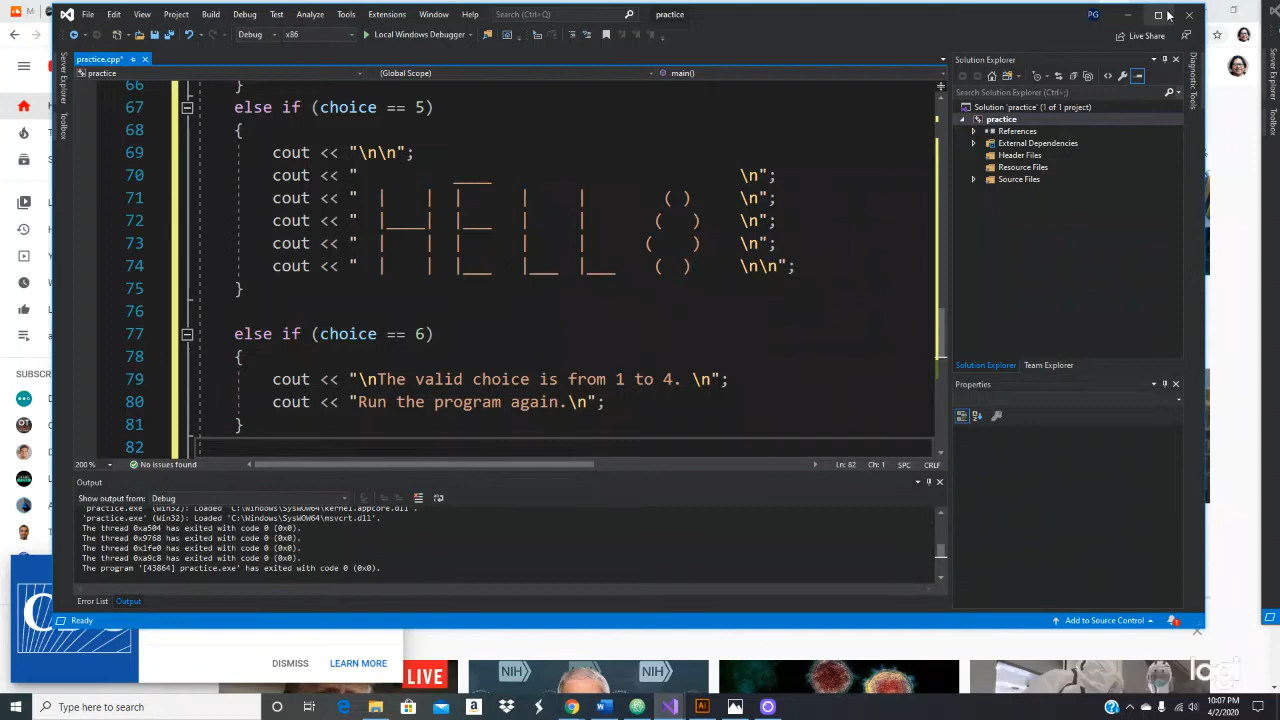 File Edit View Project Build Debug Test Analyze Tools Extensions Window Help Search (Ctrl+Q) practice PG
Debug x86 Local Windows Debugger Live Share
practice.cpp*
practice (Global Scope) main()
Server Explorer
Toolbox
66 }
67 else if (choice == 5)
68 {
69 cout << "\n\n";
70 cout << " ___ \n";
71 cout << " | | | | | ( ) \n";
72 cout << " |___| |__ | | ( ) \n";
73 cout << " | | | | | ( ) \n";
74 cout << " | | |__ |__ |__ ( ) \n\n";
75 }
76
77 else if (choice == 6)
78 {
79 cout << "\nThe valid choice is from 1 to 4. \n";
80 cout << "Run the program again.\n";
81 }
82
200 % No issues found Ln: 82 Ch: 1 SPC CRLF
Output
Show output from: Debug
'practice.exe' (Win32): Loaded 'C:\Windows\SysWOW64\kernel.appcore.dll'.
'practice.exe' (Win32): Loaded 'C:\Windows\SysWOW64\msvcrt.dll'.
The thread 0xa504 has exited with code 0 (0x0).
The thread 0x9768 has exited with code 0 (0x0).
The thread 0x1fe0 has exited with code 0 (0x0).
The thread 0xa9c8 has exited with code 0 (0x0).
The program '[43864] practice.exe' has exited with code 0 (0x0).
Error List Output
Ready Add to Source Control
Solution Explorer
Search Solution Explorer (Ctrl+;)
Solution 'practice' (1 of 1 project)
practice
References
External Dependencies
Header Files
Resource Files
Source Files
Solution Explorer Team Explorer
Properties
Diagnostic Tools
Server Explorer
Toolbox
SUBSCR
DISMISS LEARN MORE
LIVE NIH NIH
Type here to search
10:07 PM
4/2/2020